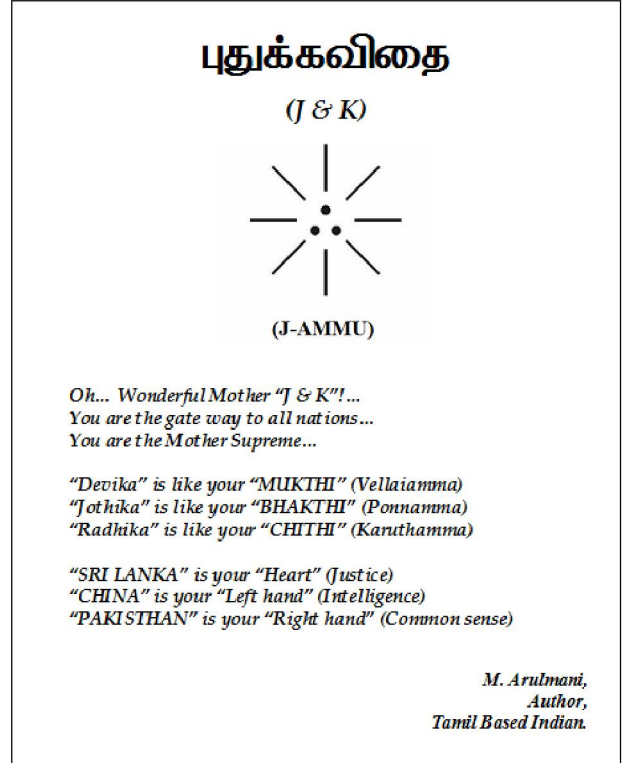 புதுக்கவிதை
(J & K)
(J-AMMU)
Oh... Wonderful Mother “J & K”!...
You are the gate way to all nations...
You are the Mother Supreme...
“Devika” is like your “MUKTHI” (Vellaiamma)
“Jothika” is like your “BHAKTHI” (Ponnamma)
“Radhika” is like your “CHITHI” (Karuthamma)
“SRI LANKA” is your “Heart” (Justice)
“CHINA” is your “Left hand” (Intelligence)
“PAKISTHAN” is your “Right hand” (Common sense)
M. Arulmani,
Author,
Tamil Based Indian.